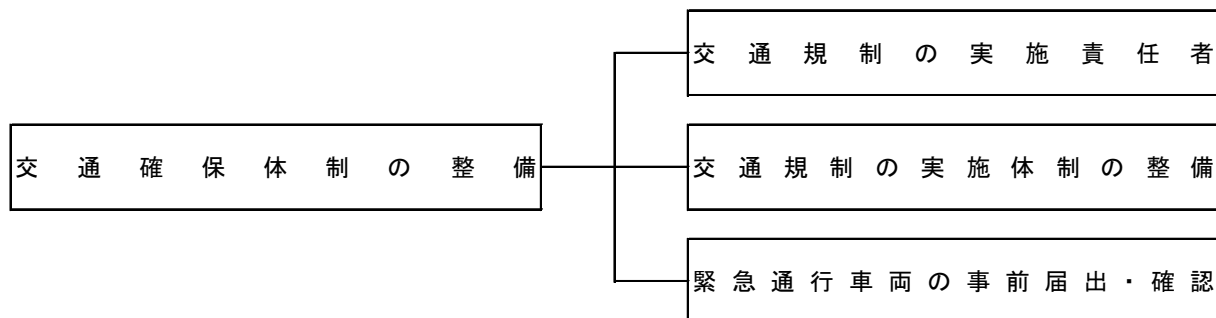 交通規制の実施責任者
交通確保体制の整備
交通規制の実施体制の整備
緊急通行車両の事前届出・確認